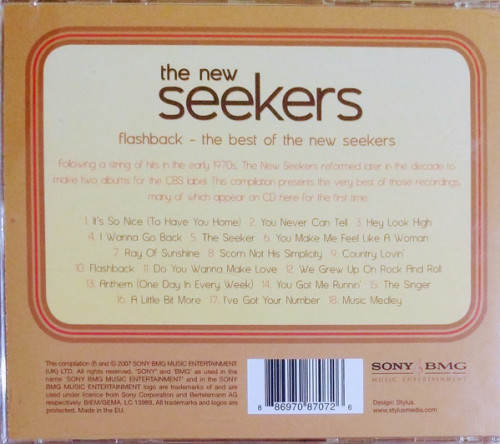 the new
seekers
flashback - the best of the new seekers
Following a string of hits in the early 1970s, The New Seekers reformed later in the decade to
make two albums for the CBS label. This compilation presents the very best of those recordings,
many of which appear on CD here for the first time.
1 It's So Nice (To Have You Home) 2 You Never Can Tell 3 Hey Look High
4 I Wanna Go Back 5 The Seeker 6 You Make Me Feel Like A Woman
7 Ray Of Sunshine 8 Scorn Not His Simplicity 9 Country Lovin'
10 Flashback 11 Do You Wanna Make Love 12 We Grew Up On Rock And Roll
13 Anthem (One Day In Every Week) 14 You Got Me Runnin' 15 The Singer
16 A Little Bit More 17 I've Got Your Number 18 Music Medley
This compilation ℗ and © 2007 SONY BMG MUSIC ENTERTAINMENT
(UK) LTD. All rights reserved. 'SONY' and 'BMG' as used in the
name 'SONY BMG MUSIC ENTERTAINMENT' and in the SONY
BMG MUSIC ENTERTAINMENT logo are trademarks of and are
used under licence from Sony Corporation and Bertelsmann AG
respectively. BIEM/GEMA. LC 13989. All trademarks and logos are
protected. Made in the EU.
8 86970 87072 6
SONY BMG
MUSIC ENTERTAINMENT
Design: Stylus.
www.stylusmedia.com